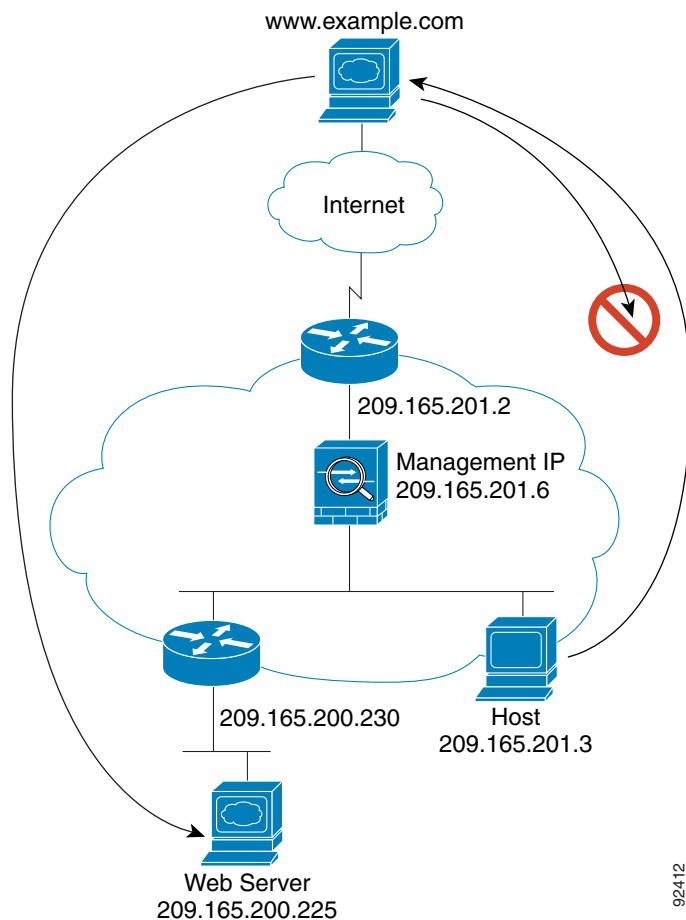 www.example.com
Internet
209.165.201.2
Management IP
209.165.201.6
209.165.200.230
Host
209.165.201.3
Web Server
209.165.200.225
92412